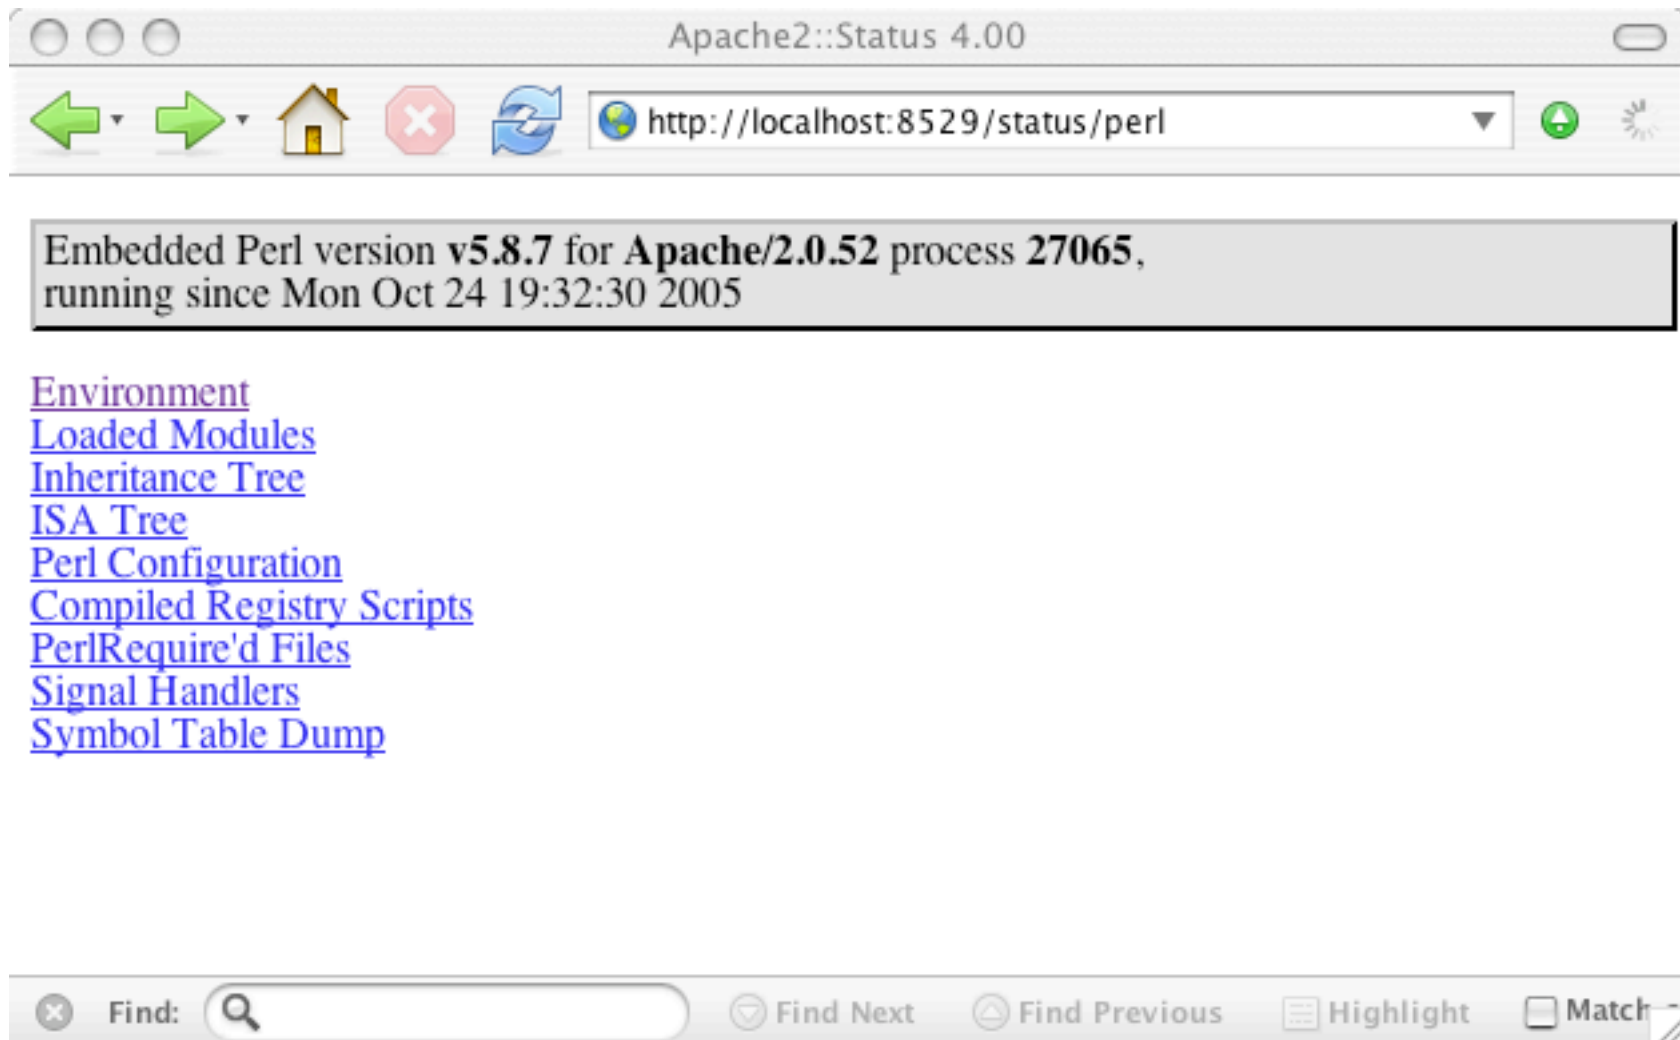 Apache2::Status 4.00
http://localhost:8529/status/perl
Embedded Perl version v5.8.7 for Apache/2.0.52 process 27065,
running since Mon Oct 24 19:32:30 2005
Environment
Loaded Modules
Inheritance Tree
ISA Tree
Perl Configuration
Compiled Registry Scripts
PerlRequire'd Files
Signal Handlers
Symbol Table Dump
Find: Find Next Find Previous Highlight Match